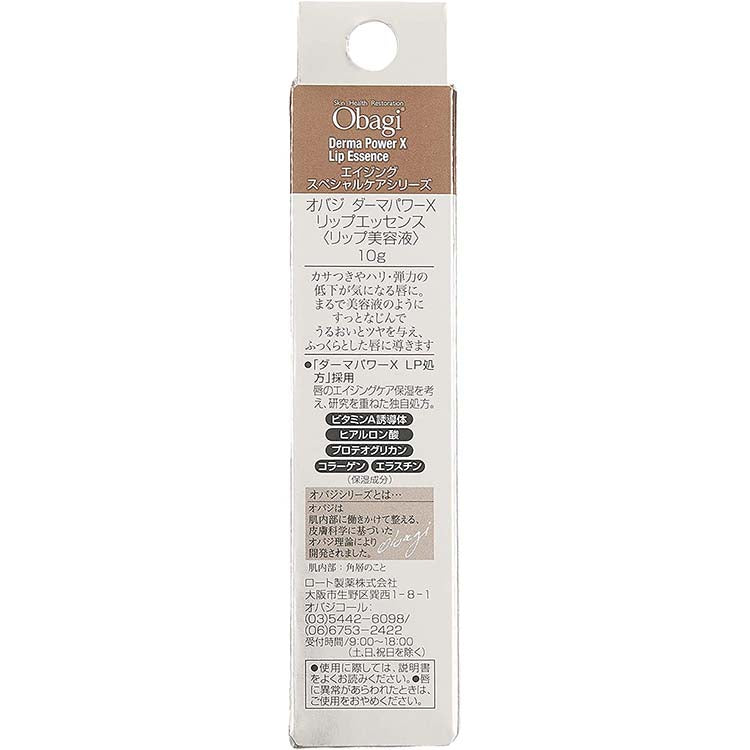 Skin Health Restoration
Obagi®
Derma Power X
Lip Essence
エイジング
スペシャルケアシリーズ
オバジ ダーマパワーX
リップエッセンス
〈リップ美容液〉
10g
カサつきやハリ・弾力の
低下が気になる唇に。
まるで美容液のように
すっとなじんで
うるおいとツヤを与え、
ふっくらとした唇に導きます
●「ダーマパワーX LP処
方」採用
唇のエイジングケア保湿を考
え、研究を重ねた独自処方。
ビタミンA誘導体
ヒアルロン酸
プロテオグリカン
コラーゲン エラスチン
(保湿成分)
オバジシリーズとは…
オバジは
肌内部に働きかけて整える、
皮膚科学に基づいた
オバジ理論により
開発されました。
obagi
肌内部：角層のこと
ロート製薬株式会社
大阪市生野区巽西1-8-1
オバジコール：
(03)5442-6098/
(06)6753-2422
受付時間/9:00~18:00
(土、日、祝日を除く)
●使用に際しては、説明書
をよくお読みください。●唇
に異常があらわれたときは、
ご使用をおやめください。